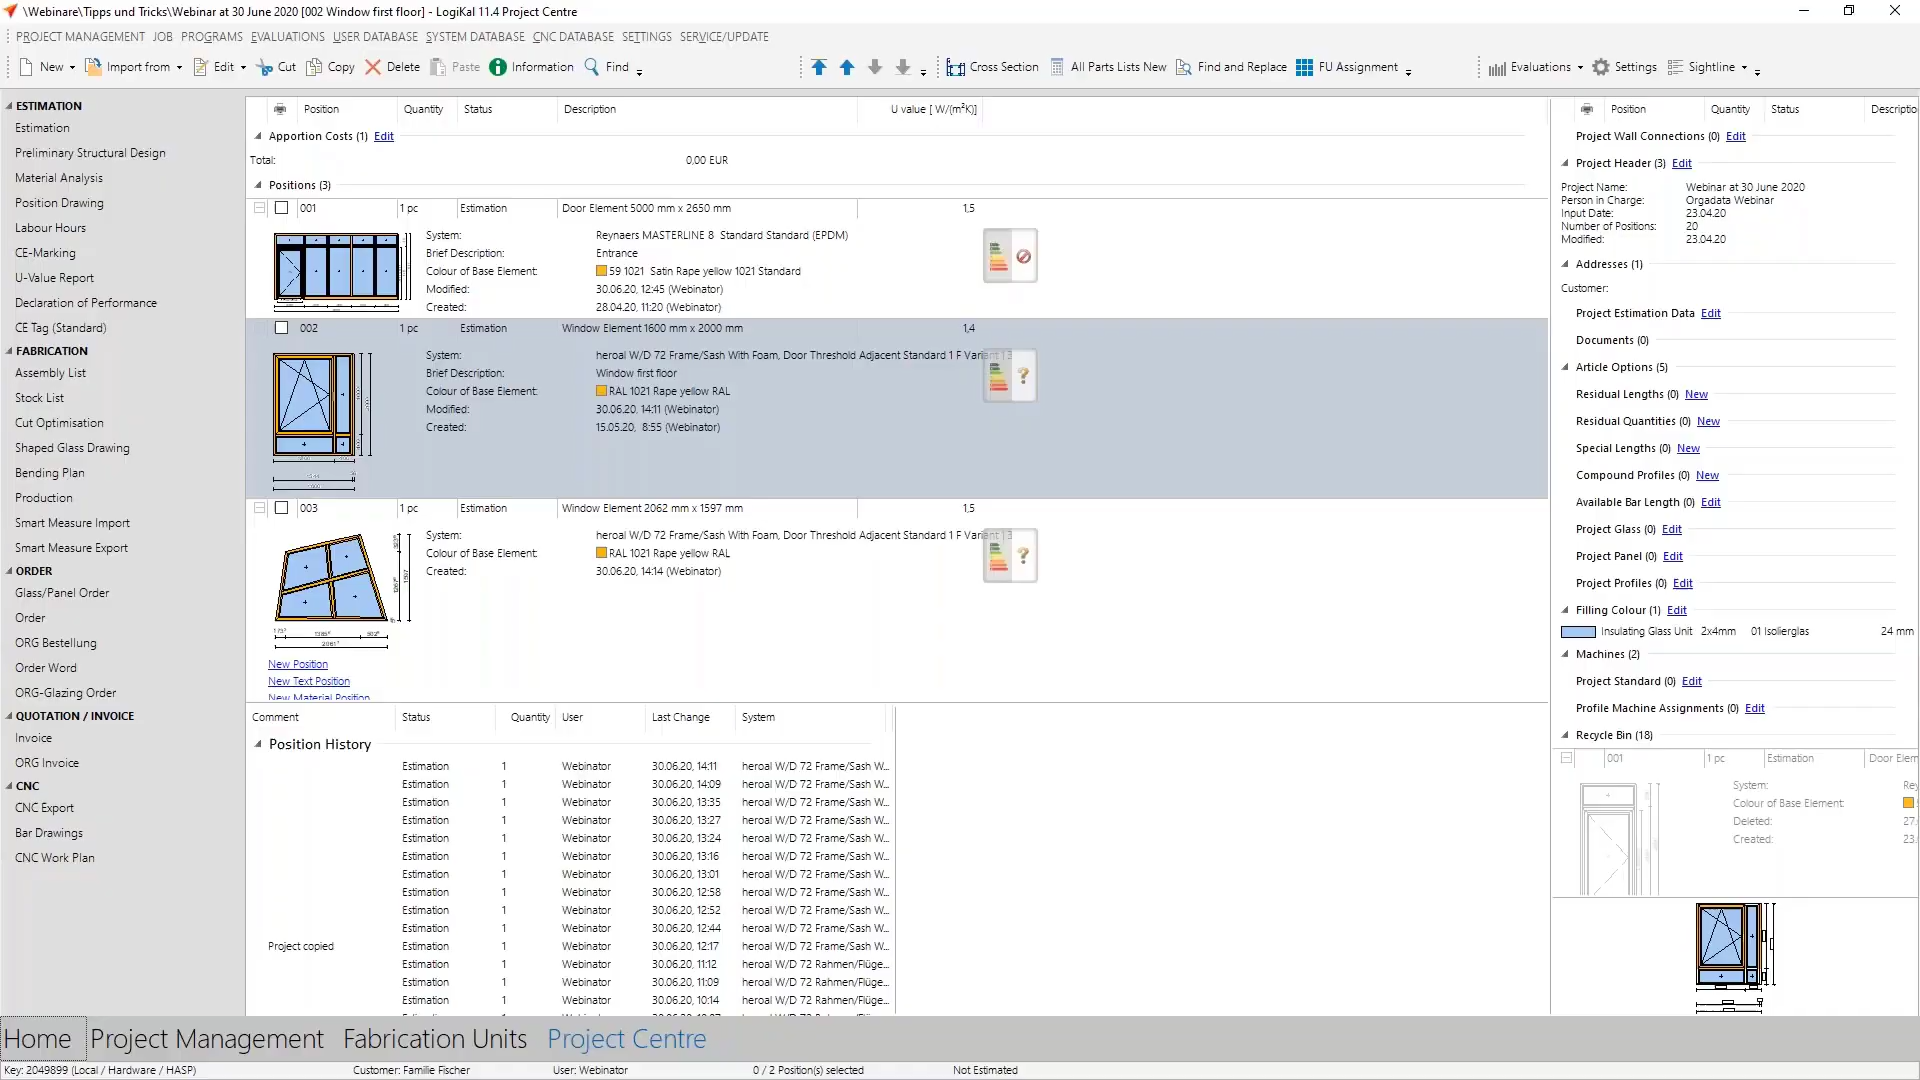 \Webinare\Tipps und Tricks\Webinar at 30 June 2020 [002 Window first floor] - LogiKal 11.4 Project Centre
PROJECT MANAGEMENT JOB PROGRAMS EVALUATIONS USER DATABASE SYSTEM DATABASE CNC DATABASE SETTINGS SERVICE/UPDATE
New Import from Edit Cut Copy Delete Paste Information Find Cross Section All Parts Lists New Find and Replace FU Assignment Evaluations Settings Sightline
ESTIMATION
Estimation
Preliminary Structural Design
Material Analysis
Position Drawing
Labour Hours
CE-Marking
U-Value Report
Declaration of Performance
CE Tag (Standard)
FABRICATION
Assembly List
Stock List
Cut Optimisation
Shaped Glass Drawing
Bending Plan
Production
Smart Measure Import
Smart Measure Export
ORDER
Glass/Panel Order
Order
ORG Bestellung
Order Word
ORG-Glazing Order
QUOTATION / INVOICE
Invoice
ORG Invoice
CNC
CNC Export
Bar Drawings
CNC Work Plan
Position Quantity Status Description U value [ W/(m²K)]
Apportion Costs (1) Edit
Total: 0,00 EUR
Positions (3)
001 1 pc Estimation Door Element 5000 mm x 2650 mm 1,5
System: Reynaers MASTERLINE 8 Standard Standard (EPDM)
Brief Description: Entrance
Colour of Base Element: 59 1021 Satin Rape yellow 1021 Standard
Modified: 30.06.20, 12:45 (Webinator)
Created: 28.04.20, 11:20 (Webinator)
002 1 pc Estimation Window Element 1600 mm x 2000 mm 1,4
System: heroal W/D 72 Frame/Sash With Foam, Door Threshold Adjacent Standard 1 F Variant 1 3
Brief Description: Window first floor
Colour of Base Element: RAL 1021 Rape yellow RAL
Modified: 30.06.20, 14:11 (Webinator)
Created: 15.05.20, 8:55 (Webinator)
003 1 pc Estimation Window Element 2062 mm x 1597 mm 1,5
System: heroal W/D 72 Frame/Sash With Foam, Door Threshold Adjacent Standard 1 F Variant 1 3
Colour of Base Element: RAL 1021 Rape yellow RAL
Created: 30.06.20, 14:14 (Webinator)
New Position
New Text Position
New Material Position
Comment Status Quantity User Last Change System
Position History
Estimation 1 Webinator 30.06.20, 14:11 heroal W/D 72 Frame/Sash W...
Estimation 1 Webinator 30.06.20, 14:09 heroal W/D 72 Frame/Sash W...
Estimation 1 Webinator 30.06.20, 13:35 heroal W/D 72 Frame/Sash W...
Estimation 1 Webinator 30.06.20, 13:27 heroal W/D 72 Frame/Sash W...
Estimation 1 Webinator 30.06.20, 13:24 heroal W/D 72 Frame/Sash W...
Estimation 1 Webinator 30.06.20, 13:16 heroal W/D 72 Frame/Sash W...
Estimation 1 Webinator 30.06.20, 13:01 heroal W/D 72 Frame/Sash W...
Estimation 1 Webinator 30.06.20, 12:58 heroal W/D 72 Frame/Sash W...
Estimation 1 Webinator 30.06.20, 12:52 heroal W/D 72 Frame/Sash W...
Estimation 1 Webinator 30.06.20, 12:44 heroal W/D 72 Frame/Sash W...
Project copied Estimation 1 Webinator 30.06.20, 12:17 heroal W/D 72 Frame/Sash W...
Estimation 1 Webinator 30.06.20, 11:12 heroal W/D 72 Rahmen/Flüge...
Estimation 1 Webinator 30.06.20, 11:09 heroal W/D 72 Rahmen/Flüge...
Estimation 1 Webinator 30.06.20, 10:14 heroal W/D 72 Rahmen/Flüge...
Position Quantity Status Descriptio
Project Wall Connections (0) Edit
Project Header (3) Edit
Project Name: Webinar at 30 June 2020
Person in Charge: Orgadata Webinar
Input Date: 23.04.20
Number of Positions: 20
Modified: 23.04.20
Addresses (1)
Customer:
Project Estimation Data Edit
Documents (0)
Article Options (5)
Residual Lengths (0) New
Residual Quantities (0) New
Special Lengths (0) New
Compound Profiles (0) New
Available Bar Length (0) Edit
Project Glass (0) Edit
Project Panel (0) Edit
Project Profiles (0) Edit
Filling Colour (1) Edit
Insulating Glass Unit 2x4mm 01 Isolierglas 24 mm
Machines (2)
Project Standard (0) Edit
Profile Machine Assignments (0) Edit
Recycle Bin (18)
001 1 pc Estimation Door Elem
System: Rey
Colour of Base Element:
Deleted: 27.
Created: 23.
Home Project Management Fabrication Units Project Centre
Key: 2049899 (Local / Hardware / HASP) Customer: Familie Fischer User: Webinator 0 / 2 Position(s) selected Not Estimated